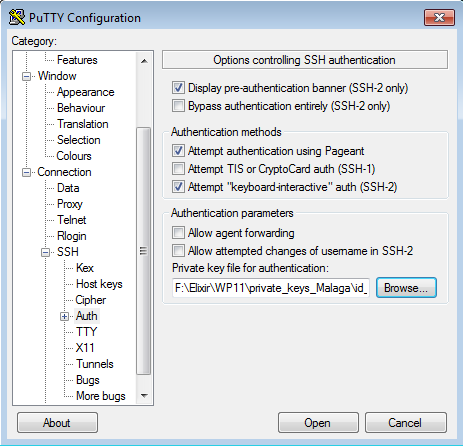 PuTTY Configuration
Category:
Features
Window
Appearance
Behaviour
Translation
Selection
Colours
Connection
Data
Proxy
Telnet
Rlogin
SSH
Kex
Host keys
Cipher
Auth
TTY
X11
Tunnels
Bugs
More bugs
Options controlling SSH authentication
Display pre-authentication banner (SSH-2 only)
Bypass authentication entirely (SSH-2 only)
Authentication methods
Attempt authentication using Pageant
Attempt TIS or CryptoCard auth (SSH-1)
Attempt "keyboard-interactive" auth (SSH-2)
Authentication parameters
Allow agent forwarding
Allow attempted changes of username in SSH-2
Private key file for authentication:
F:\Elixir\WP11\private_keys_Malaga\id_
Browse...
About
Open
Cancel